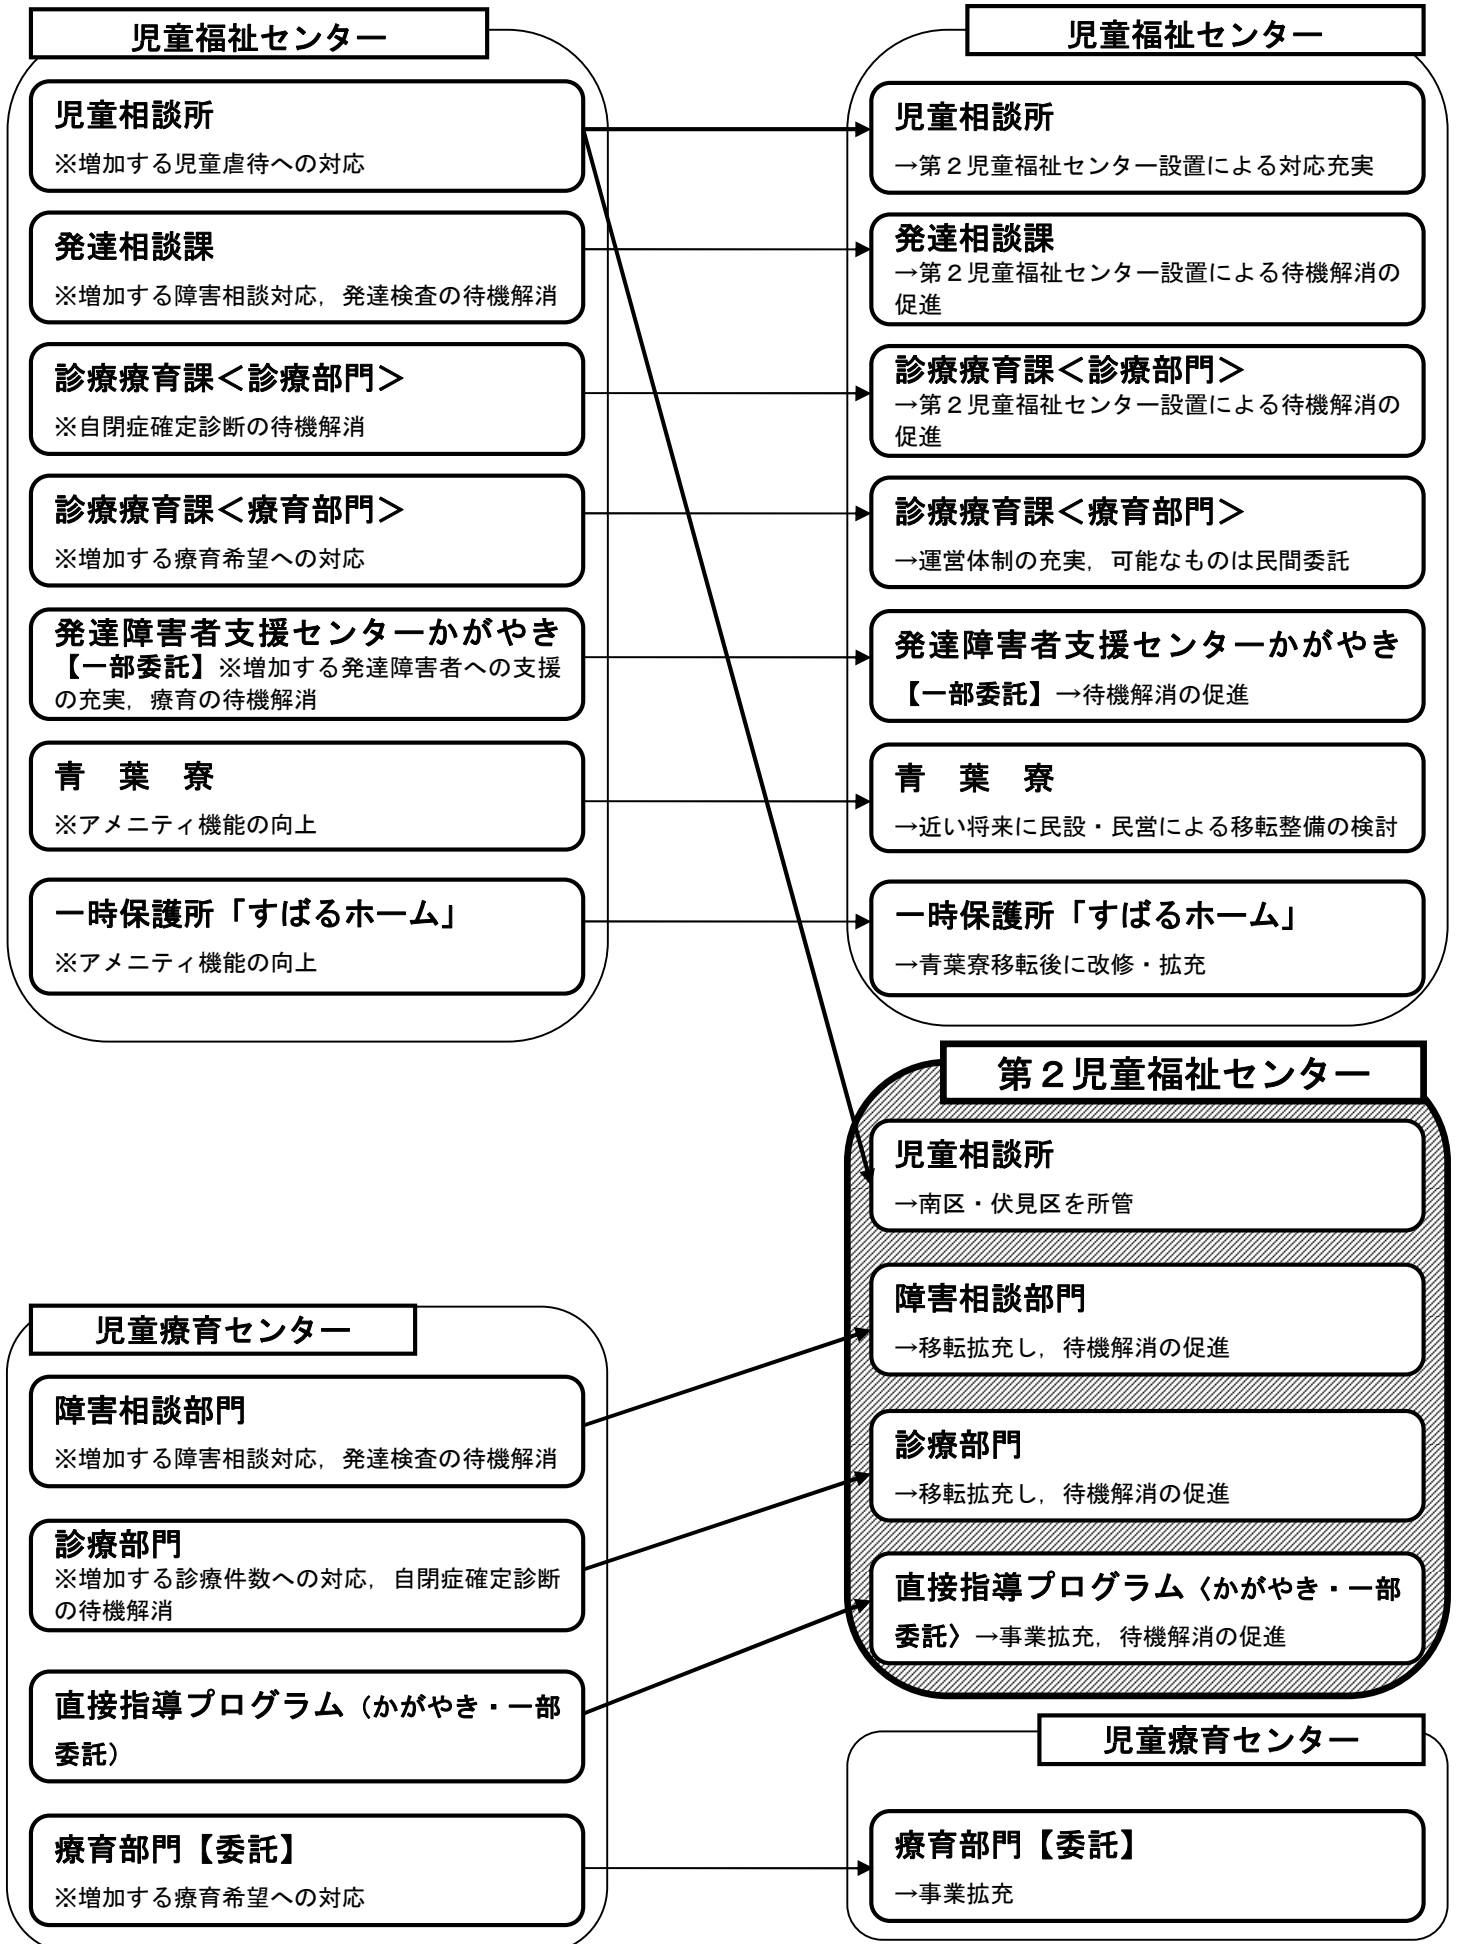 児童福祉センター
児童相談所
※増加する児童虐待への対応
発達相談課
※増加する障害相談対応，発達検査の待機解消
診療療育課＜診療部門＞
※自閉症確定診断の待機解消
診療療育課＜療育部門＞
※増加する療育希望への対応
発達障害者支援センターかがやき
【一部委託】※増加する発達障害者への支援
の充実，療育の待機解消
青　葉　寮
※アメニティ機能の向上
一時保護所「すばるホーム」
※アメニティ機能の向上
児童療育センター
障害相談部門
※増加する障害相談対応，発達検査の待機解消
診療部門
※増加する診療件数への対応，自閉症確定診断
の待機解消
直接指導プログラム（かがやき・一部
委託）
療育部門【委託】
※増加する療育希望への対応
児童福祉センター
児童相談所
→第２児童福祉センター設置による対応充実
発達相談課
→第２児童福祉センター設置による待機解消の
促進
診療療育課＜診療部門＞
→第２児童福祉センター設置による待機解消の
促進
診療療育課＜療育部門＞
→運営体制の充実，可能なものは民間委託
発達障害者支援センターかがやき
【一部委託】→待機解消の促進
青　葉　寮
→近い将来に民設・民営による移転整備の検討
一時保護所「すばるホーム」
→青葉寮移転後に改修・拡充
第２児童福祉センター
児童相談所
→南区・伏見区を所管
障害相談部門
→移転拡充し，待機解消の促進
診療部門
→移転拡充し，待機解消の促進
直接指導プログラム〈かがやき・一部
委託〉→事業拡充，待機解消の促進
児童療育センター
療育部門【委託】
→事業拡充